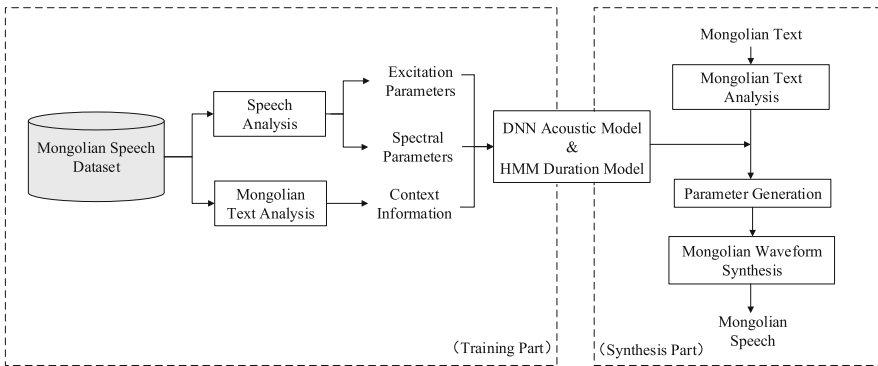 Mongolian Speech
Dataset
Speech
Analysis
Mongolian
Text Analysis
Excitation
Parameters
Spectral
Parameters
Context
Information
DNN Acoustic Model
&
HMM Duration Model
（Training Part）
Mongolian Text
Mongolian Text
Analysis
Parameter Generation
Mongolian Waveform
Synthesis
Mongolian
Speech
（Synthesis Part）